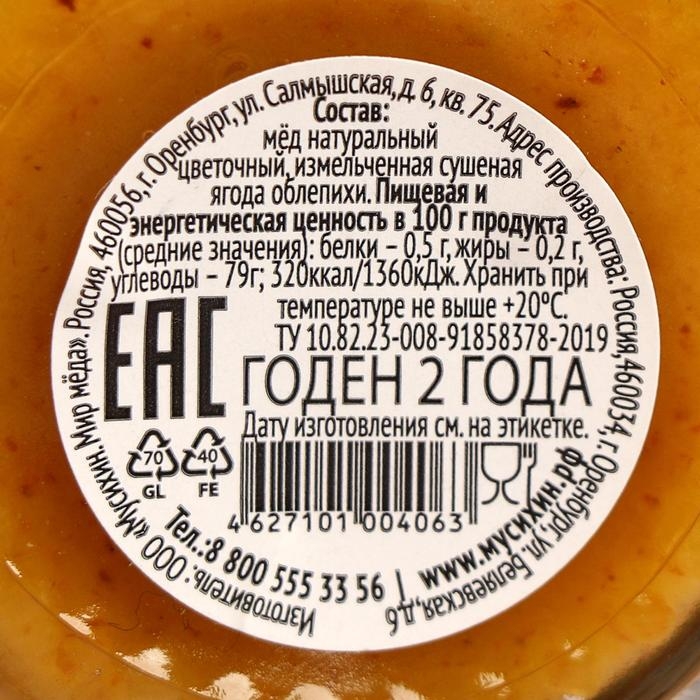 Изготовитель: ООО «Мусихин. Мир мёда». Россия, 460056, г. Оренбург, ул. Салмышская, д. 6, кв. 75. Адрес производства: Россия, 460034, г. Оренбург, ул. Беляевская, д.6
Состав:
мёд натуральный
цветочный, измельченная сушеная
ягода облепихи. Пищевая и
энергетическая ценность в 100 г продукта
(средние значения): белки – 0,5 г, жиры – 0,2 г,
углеводы – 79г; 320ккал/1360кДж. Хранить при
температуре не выше +20°С.
ТУ 10.82.23-008-91858378-2019
ЕАС
ГОДЕН 2 ГОДА
Дату изготовления см. на этикетке.
70
GL
40
FE
4 627101 004063
Тел.: 8 800 555 33 56 | www.мусихин.рф